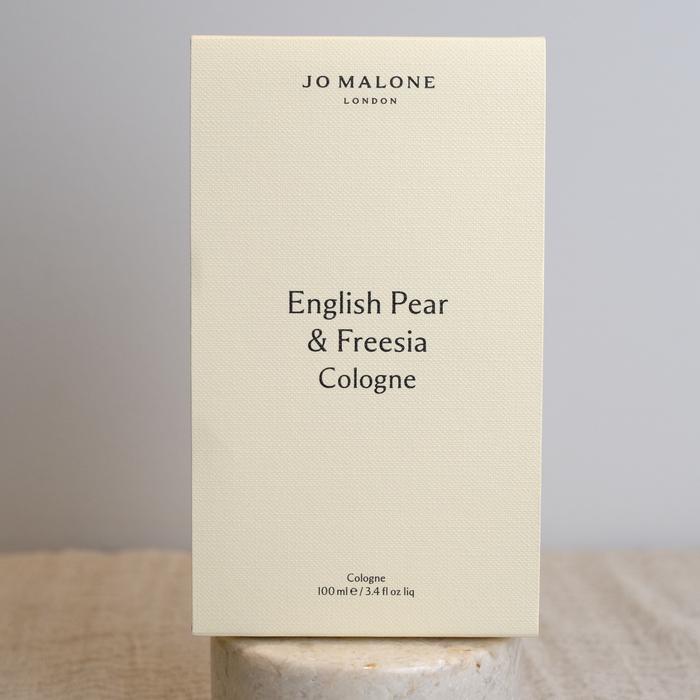 JO MALONE
LONDON
English Pear
& Freesia
Cologne
Cologne
100 ml e / 3.4 fl oz liq